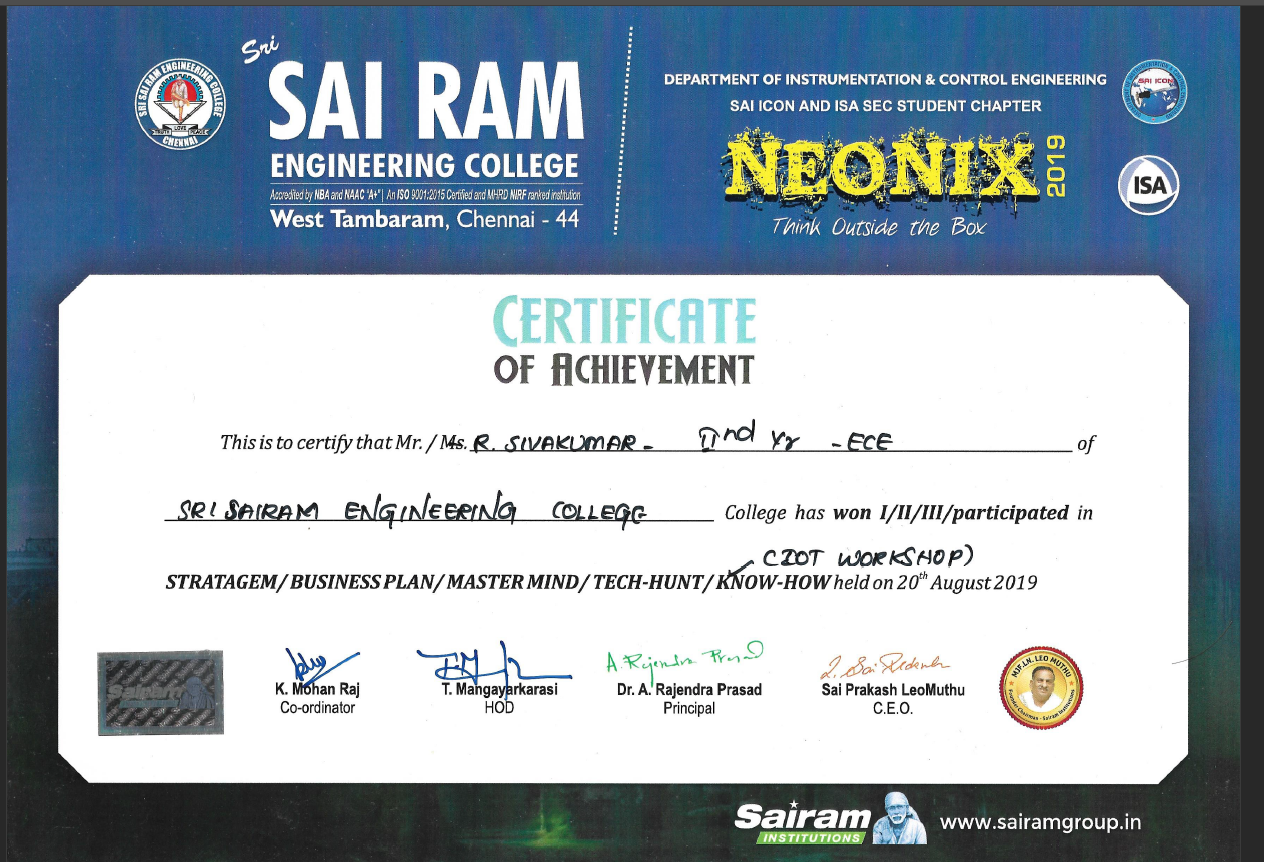 SRI SAI RAM ENGINEERING COLLEGE
TRUTH LOVE PEACE
CHENNAI
Sri
SAI RAM
ENGINEERING COLLEGE
Accredited by NBA and NAAC "A+" | An ISO 9001:2015 Certified and MHRD NIRF ranked institution
West Tambaram, Chennai - 44
DEPARTMENT OF INSTRUMENTATION & CONTROL ENGINEERING
SAI ICON AND ISA SEC STUDENT CHAPTER
NEONIX 2019
Think Outside the Box
SAI ICON
ISA
CERTIFICATE
OF ACHIEVEMENT
This is to certify that Mr. / Ms. R. SIVAKUMAR - IInd Yr - ECE of
SRI SAIRAM ENGINEERING COLLEGE College has won I/II/III/participated in
(IOT WORKSHOP)
STRATAGEM/ BUSINESS PLAN/ MASTER MIND/ TECH-HUNT/ KNOW-HOW held on 20th August 2019
A. Rajendra Prasad
K. Mohan Raj
Co-ordinator
T. Mangayarkarasi
HOD
Dr. A. Rajendra Prasad
Principal
Sai Prakash LeoMuthu
C.E.O.
Sairam
MJF.LN. LEO MUTHU
Founder Chairman - Sairam Institutions
Sairam
INSTITUTIONS
www.sairamgroup.in